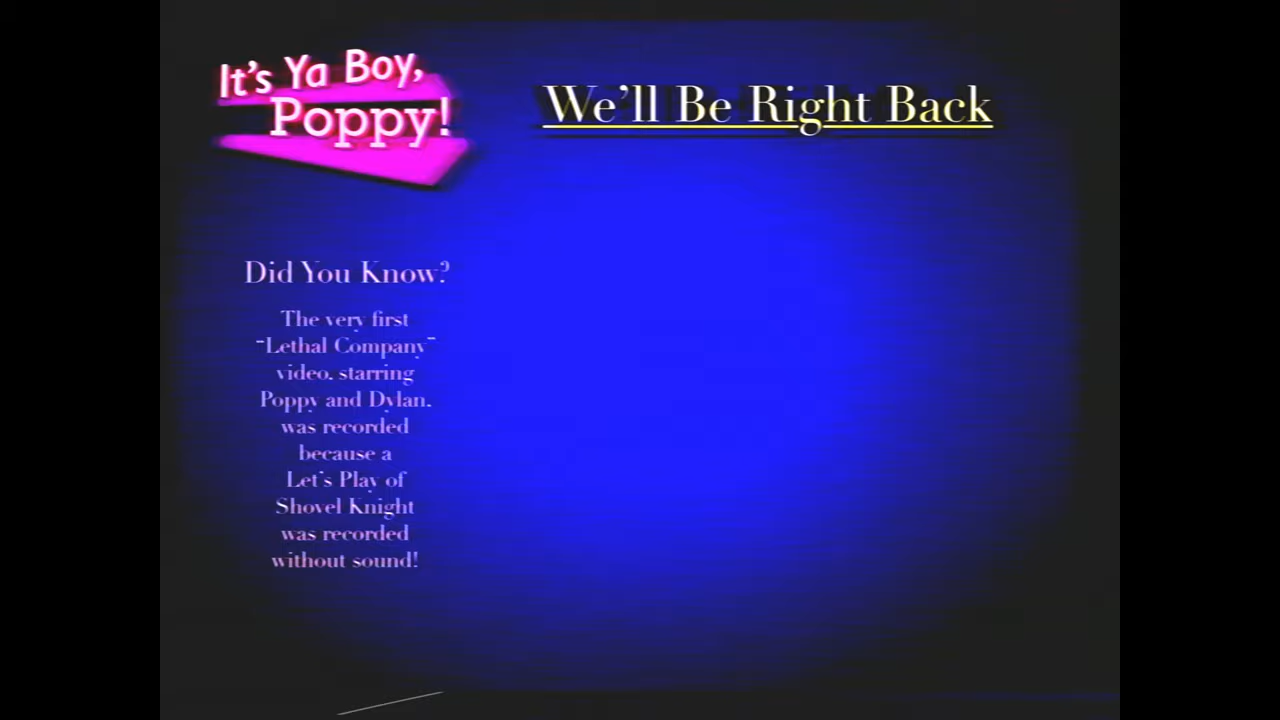 It's Ya Boy,
Poppy!
We'll Be Right Back
Did You Know?
The very first
"Lethal Company"
video, starring
Poppy and Dylan,
was recorded
because a
Let's Play of
Shovel Knight
was recorded
without sound!